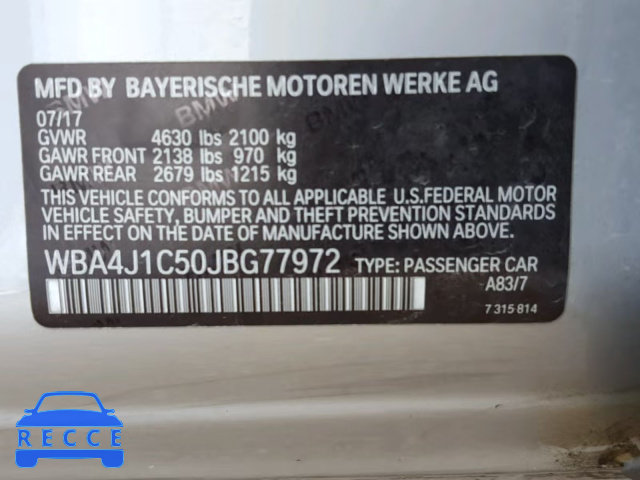 MFD BY BAYERISCHE MOTOREN WERKE AG
07/17
GVWR 4630 lbs 2100 kg
GAWR FRONT 2138 lbs 970 kg
GAWR REAR 2679 lbs 1215 kg
THIS VEHICLE CONFORMS TO ALL APPLICABLE U.S.FEDERAL MOTOR
VEHICLE SAFETY, BUMPER AND THEFT PREVENTION STANDARDS
IN EFFECT ON THE DATE OF MANUFACTURE SHOWN ABOVE.
WBA4J1C50JBG77972 TYPE: PASSENGER CAR
A83/7
7 315 814
RECCE